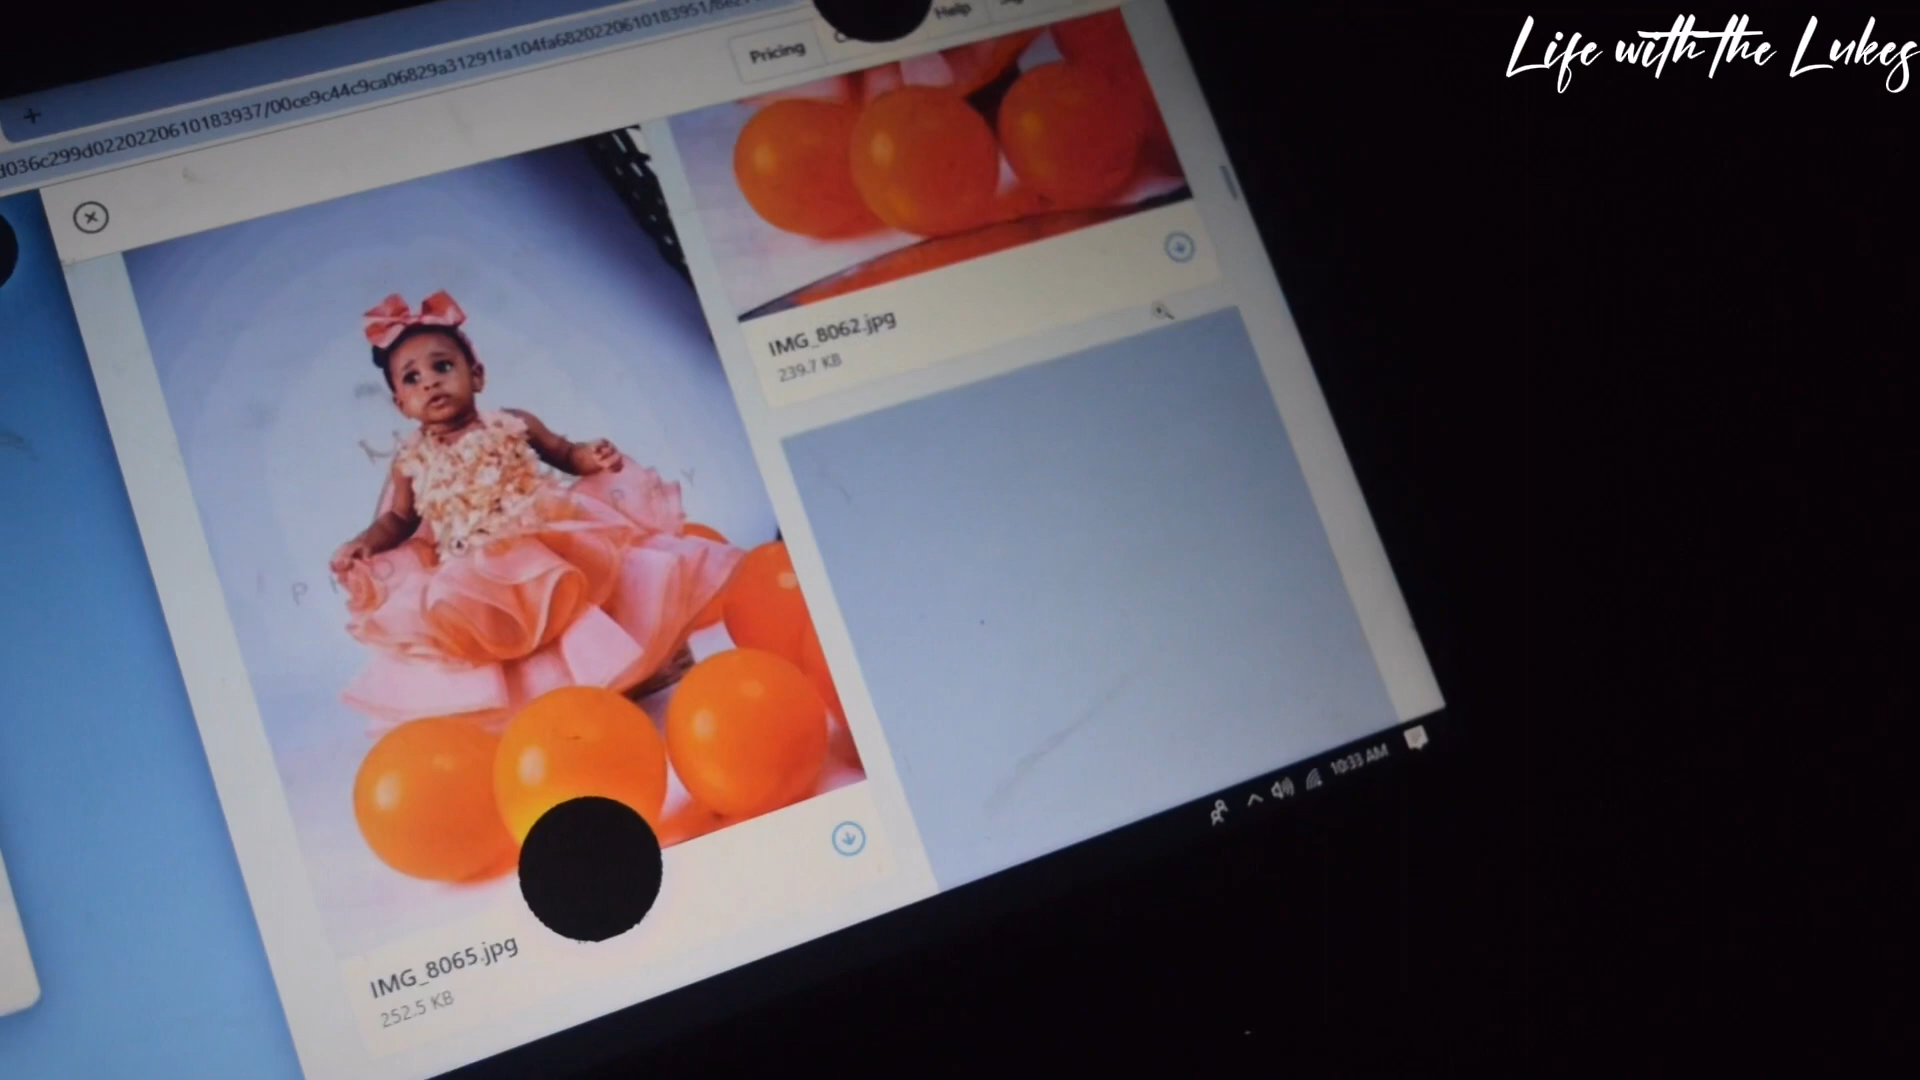 Life with the Lukes
Pricing
Help
d036c299d0220220610183937/00ce9c44c9ca06829a31291fa104fa6820220610183951/
IMG_8062.jpg
239.7 KB
IMG_8065.jpg
252.5 KB
10:33 AM